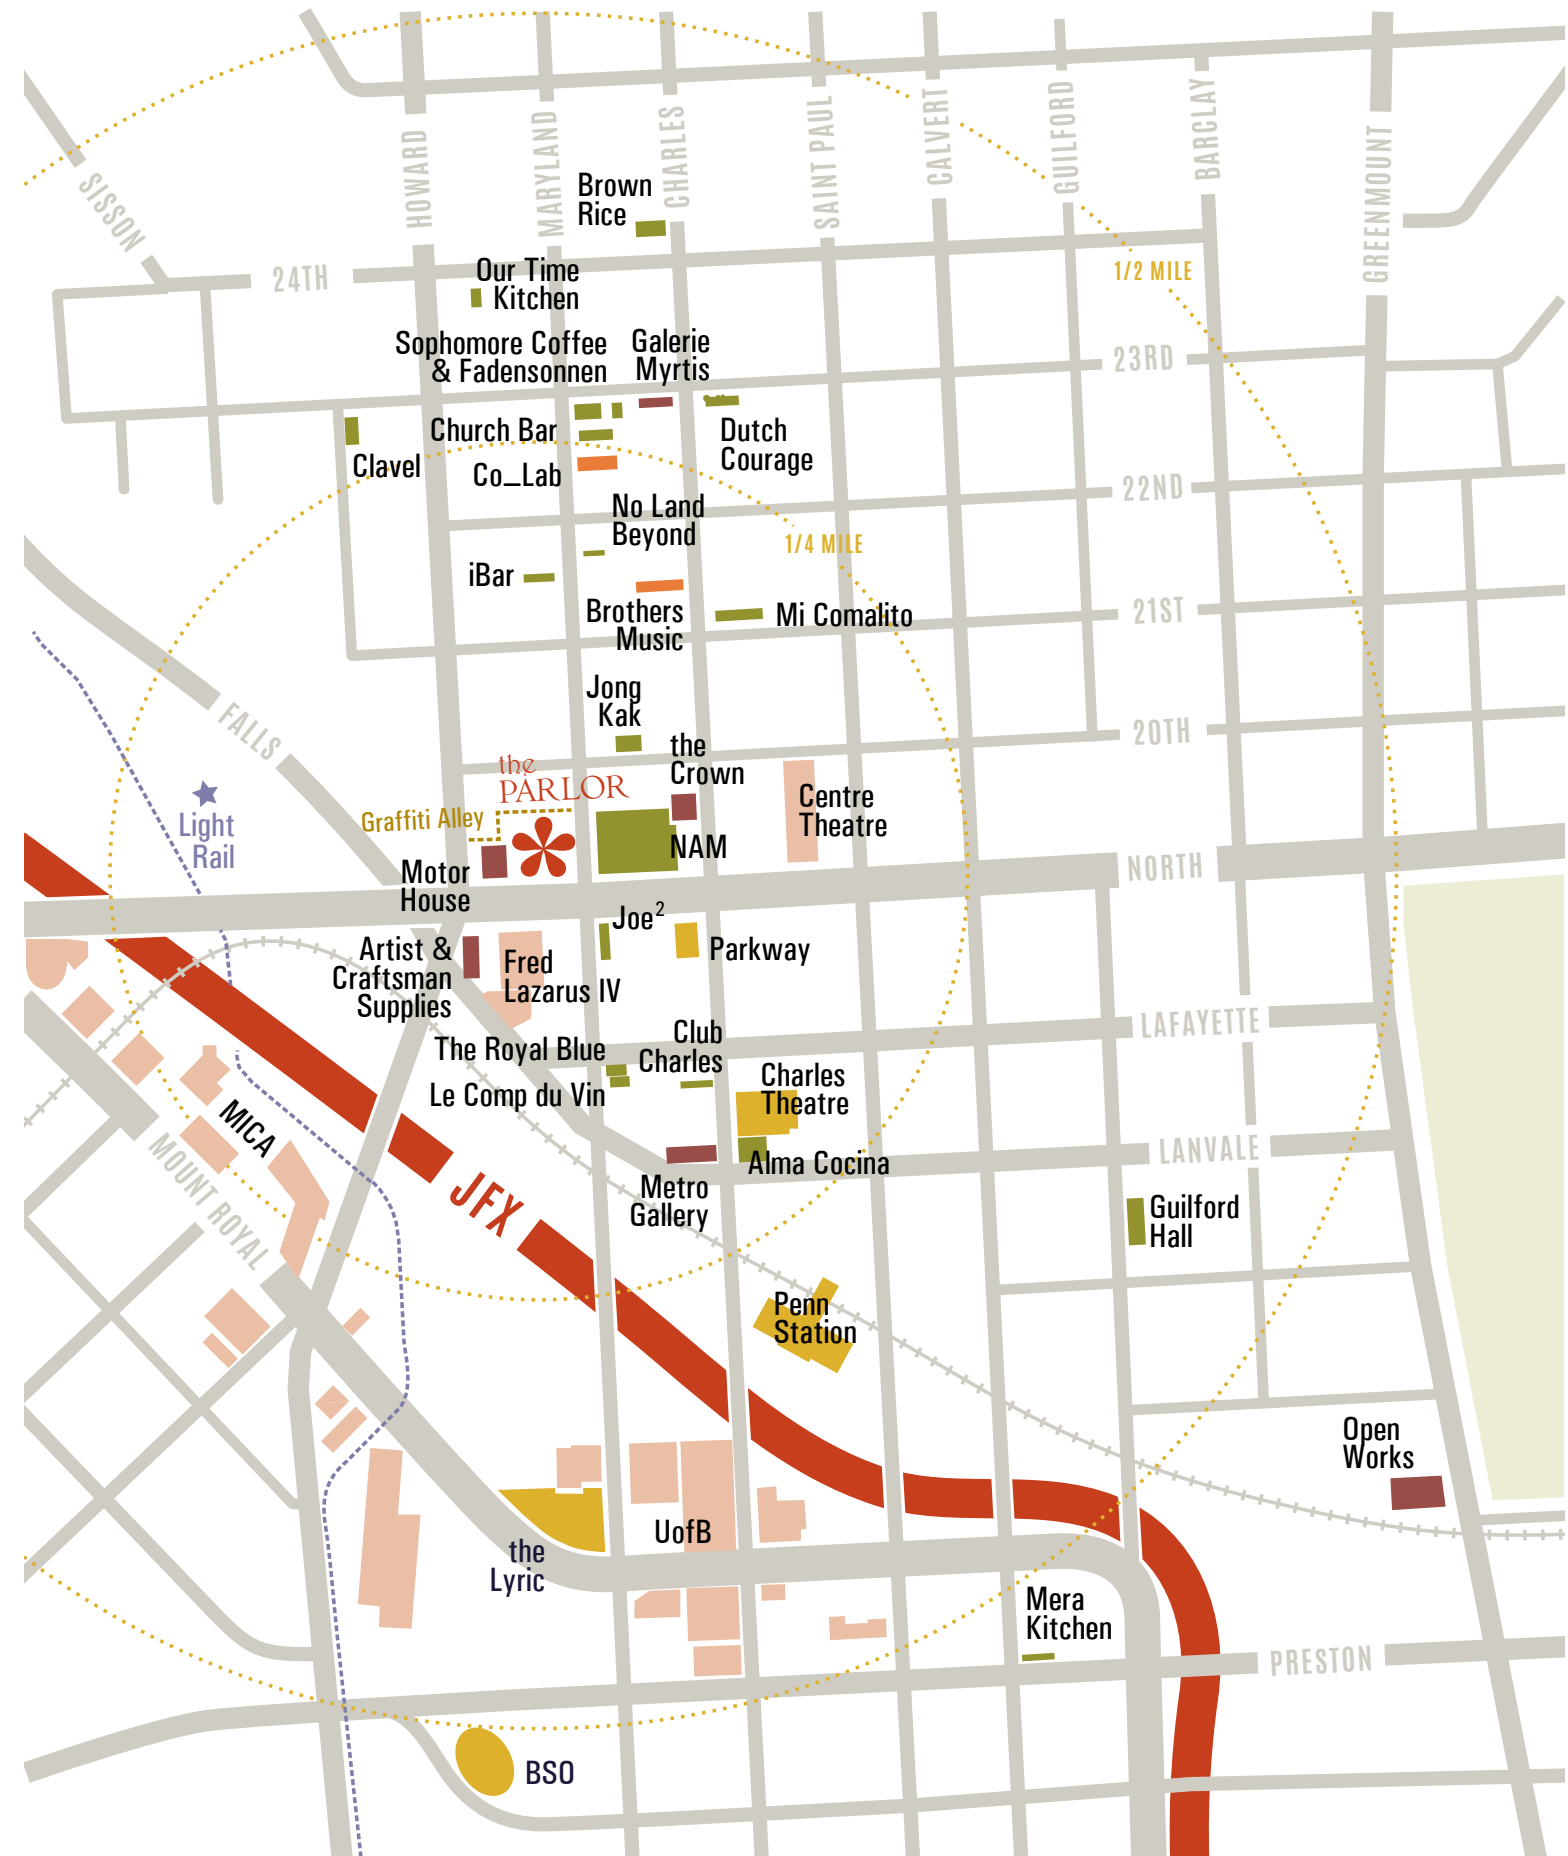 HOWARD
MARYLAND
CHARLES
SAINT PAUL
CALVERT
GUILFORD
BARCLAY
GREENMOUNT
SISSON
Brown
Rice
24TH
Our Time
Kitchen
1/2 MILE
Sophomore Coffee
& Fadensonnen
Galerie
Myrtis
23RD
Church Bar
Dutch
Courage
Clavel
Co_Lab
22ND
No Land
Beyond
1/4 MILE
iBar
Brothers
Music
Mi Comalito
21ST
Jong
Kak
FALLS
20TH
the
Crown
the
PARLOR
Graffiti Alley
Centre
Theatre
Light
Rail
NAM
Motor
House
NORTH
Joe2
Parkway
Artist &
Craftsman
Supplies
Fred
Lazarus IV
LAFAYETTE
The Royal Blue
Club
Charles
Le Comp du Vin
Charles
Theatre
MICA
MOUNT ROYAL
LANVALE
Alma Cocina
JFX
Metro
Gallery
Guilford
Hall
Penn
Station
Open
Works
UofB
the
Lyric
Mera
Kitchen
PRESTON
BSO